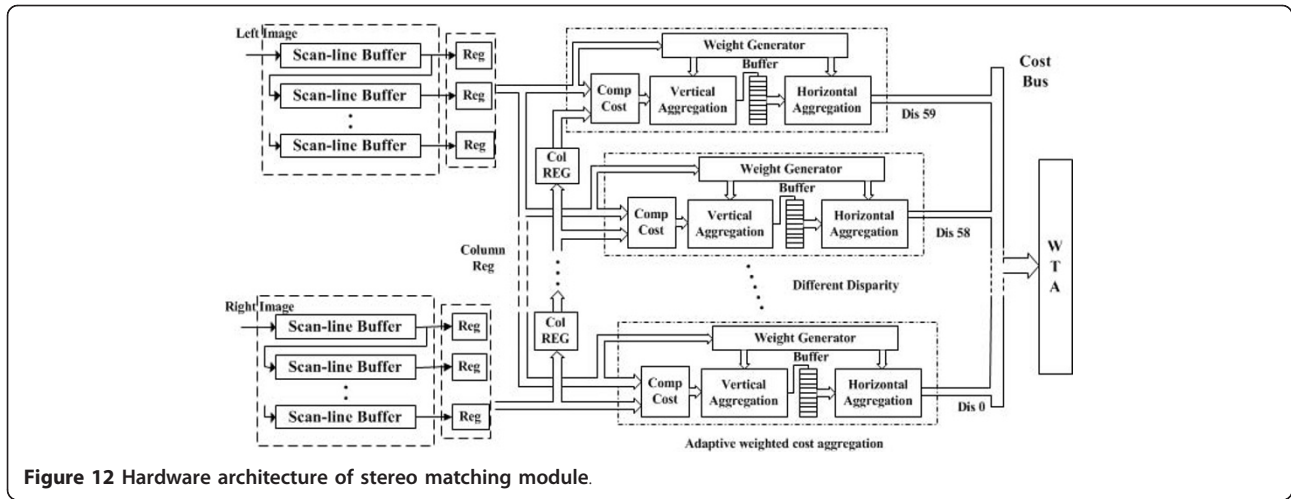 Left Image
Scan-line Buffer
Reg
Scan-line Buffer
Reg
Scan-line Buffer
Reg
Weight Generator
Buffer
Comp
Cost
Vertical
Aggregation
Horizontal
Aggregation
Dis 59
Cost
Bus
Col
REG
Weight Generator
Buffer
Comp
Cost
Vertical
Aggregation
Horizontal
Aggregation
Dis 58
W
T
A
Column
Reg
Different Disparity
Right Image
Scan-line Buffer
Reg
Scan-line Buffer
Reg
Scan-line Buffer
Reg
Col
REG
Weight Generator
Buffer
Comp
Cost
Vertical
Aggregation
Horizontal
Aggregation
Dis 0
Adaptive weighted cost aggregation
Figure 12 Hardware architecture of stereo matching module.